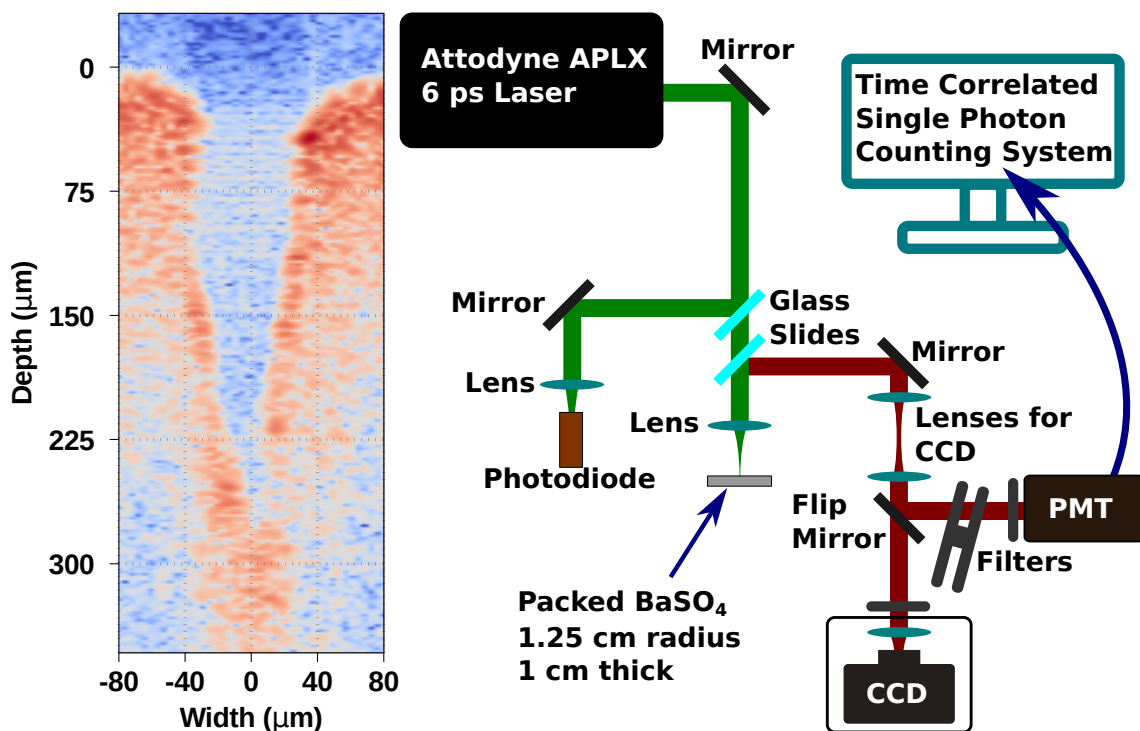 0
75
150
225
300
Depth (μm)
-80 -40 0 40 80
Width (μm)
Attodyne APLX
6 ps Laser
Mirror
Time Correlated
Single Photon
Counting System
Mirror
Glass
Slides
Mirror
Lens
Lens
Lenses for
CCD
Photodiode
Flip
Mirror
PMT
Filters
Packed BaSO₄
1.25 cm radius
1 cm thick
CCD